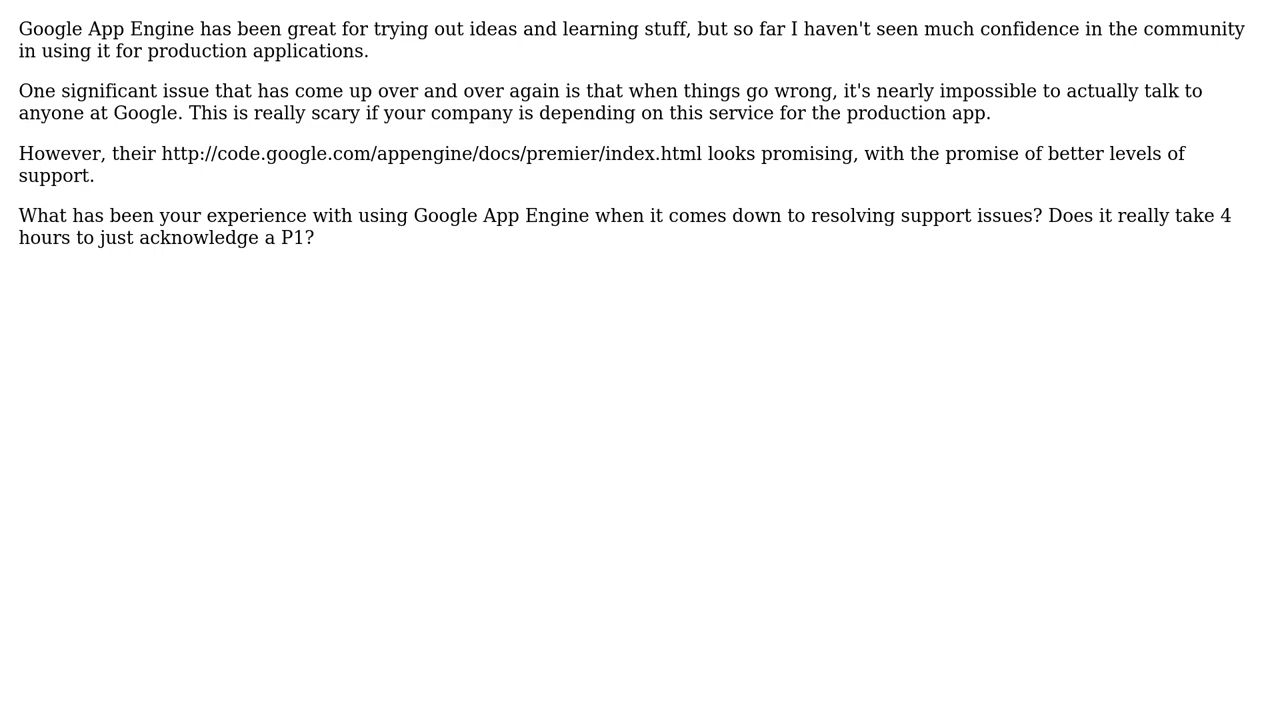 Google App Engine has been great for trying out ideas and learning stuff, but so far I haven't seen much confidence in the community
in using it for production applications.
One significant issue that has come up over and over again is that when things go wrong, it's nearly impossible to actually talk to
anyone at Google. This is really scary if your company is depending on this service for the production app.
However, their http://code.google.com/appengine/docs/premier/index.html looks promising, with the promise of better levels of
support.
What has been your experience with using Google App Engine when it comes down to resolving support issues? Does it really take 4
hours to just acknowledge a P1?